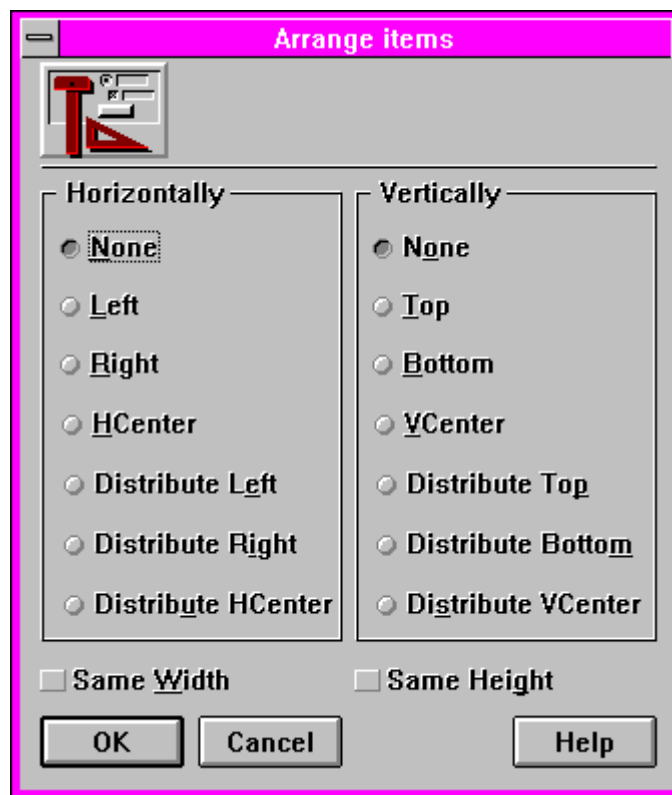 Arrange items
Horizontally
None
Left
Right
HCenter
Distribute Left
Distribute Right
Distribute HCenter
Vertically
None
Top
Bottom
VCenter
Distribute Top
Distribute Bottom
Distribute VCenter
Same Width
Same Height
OK
Cancel
Help